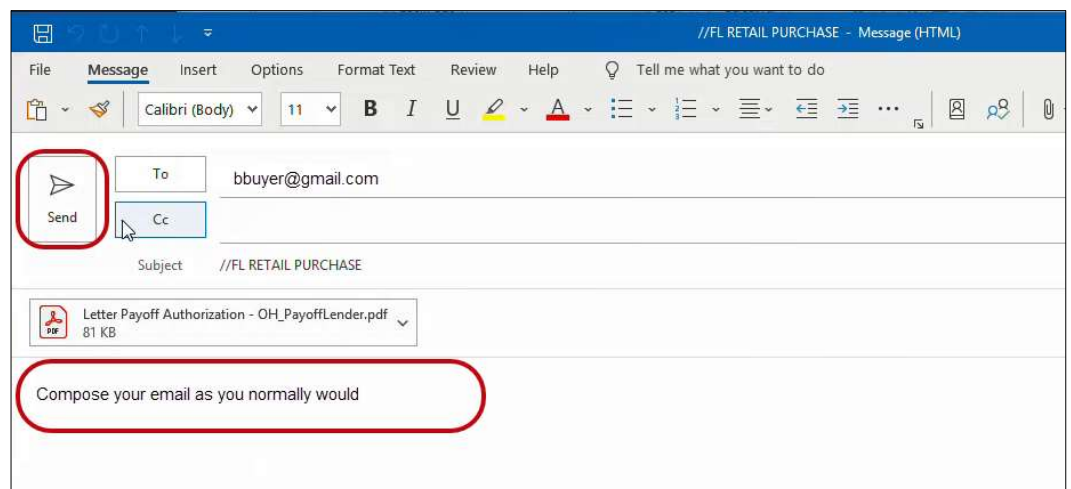 //FL RETAIL PURCHASE - Message (HTML)
File Message Insert Options Format Text Review Help Tell me what you want to do
Calibri (Body) 11 B I U A
To bbuyer@gmail.com
Send
Cc
Subject //FL RETAIL PURCHASE
Letter Payoff Authorization - OH_PayoffLender.pdf
PDF 81 KB
Compose your email as you normally would